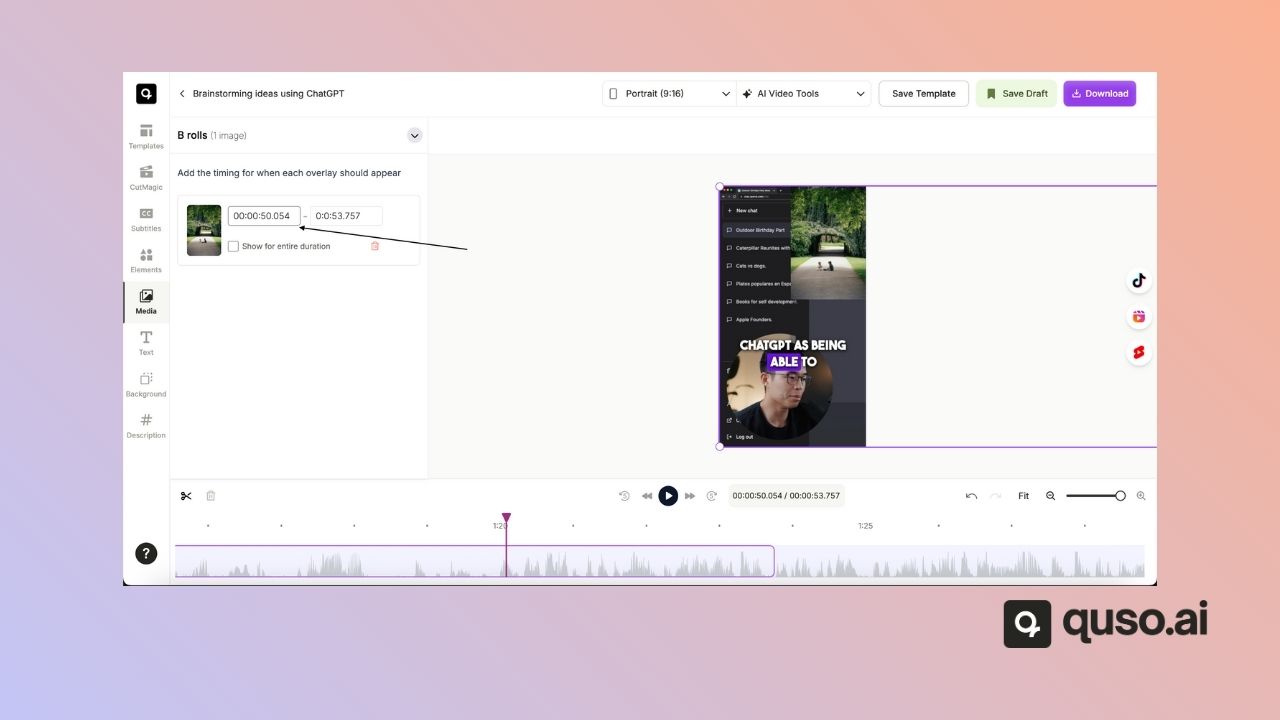 Brainstorming ideas using ChatGPT
Portrait (9:16)
AI Video Tools
Save Template
Save Draft
Download
Templates
CutMagic
CC
Subtitles
Elements
Media
Text
Background
Description
B rolls (1 image)
Add the timing for when each overlay should appear
00:00:50.054 - 0:0:53.757
Show for entire duration
New chat
Outdoor Birthday Part
Caterpillar Reunites with
Cats vs dogs.
Platos populares en Espa
Books for self development.
Apple Founders.
CHATGPT AS BEING
ABLE TO
Log out
00:00:50.054 / 00:00:53.757
Fit
1:20
1:25
?
quso.ai